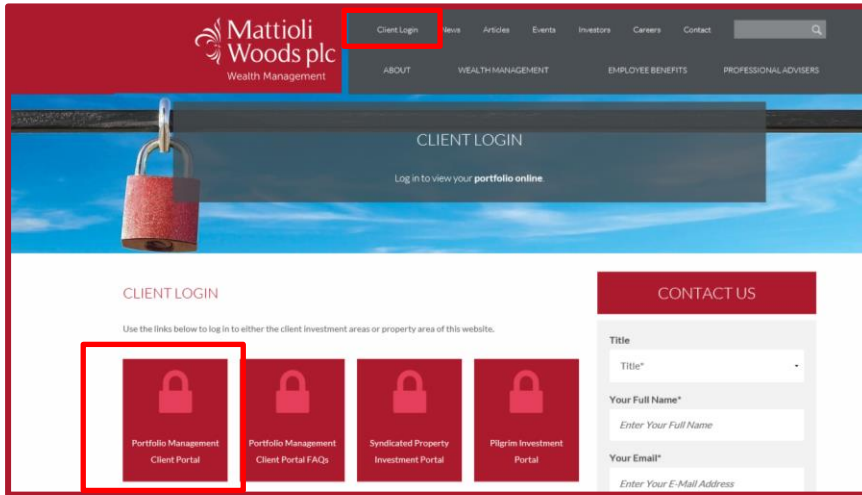 Mattioli
Woods plc
Wealth Management
Client Login News Articles Events Investors Careers Contact
ABOUT WEALTH MANAGEMENT EMPLOYEE BENEFITS PROFESSIONAL ADVISERS
CLIENT LOGIN
Log in to view your portfolio online.
CLIENT LOGIN
Use the links below to log in to either the client investment areas or property area of this website.
Portfolio Management
Client Portal
Portfolio Management
Client Portal FAQs
Syndicated Property
Investment Portal
Pilgrim Investment
Portal
CONTACT US
Title
Title*
Your Full Name*
Enter Your Full Name
Your Email*
Enter Your E-Mail Address